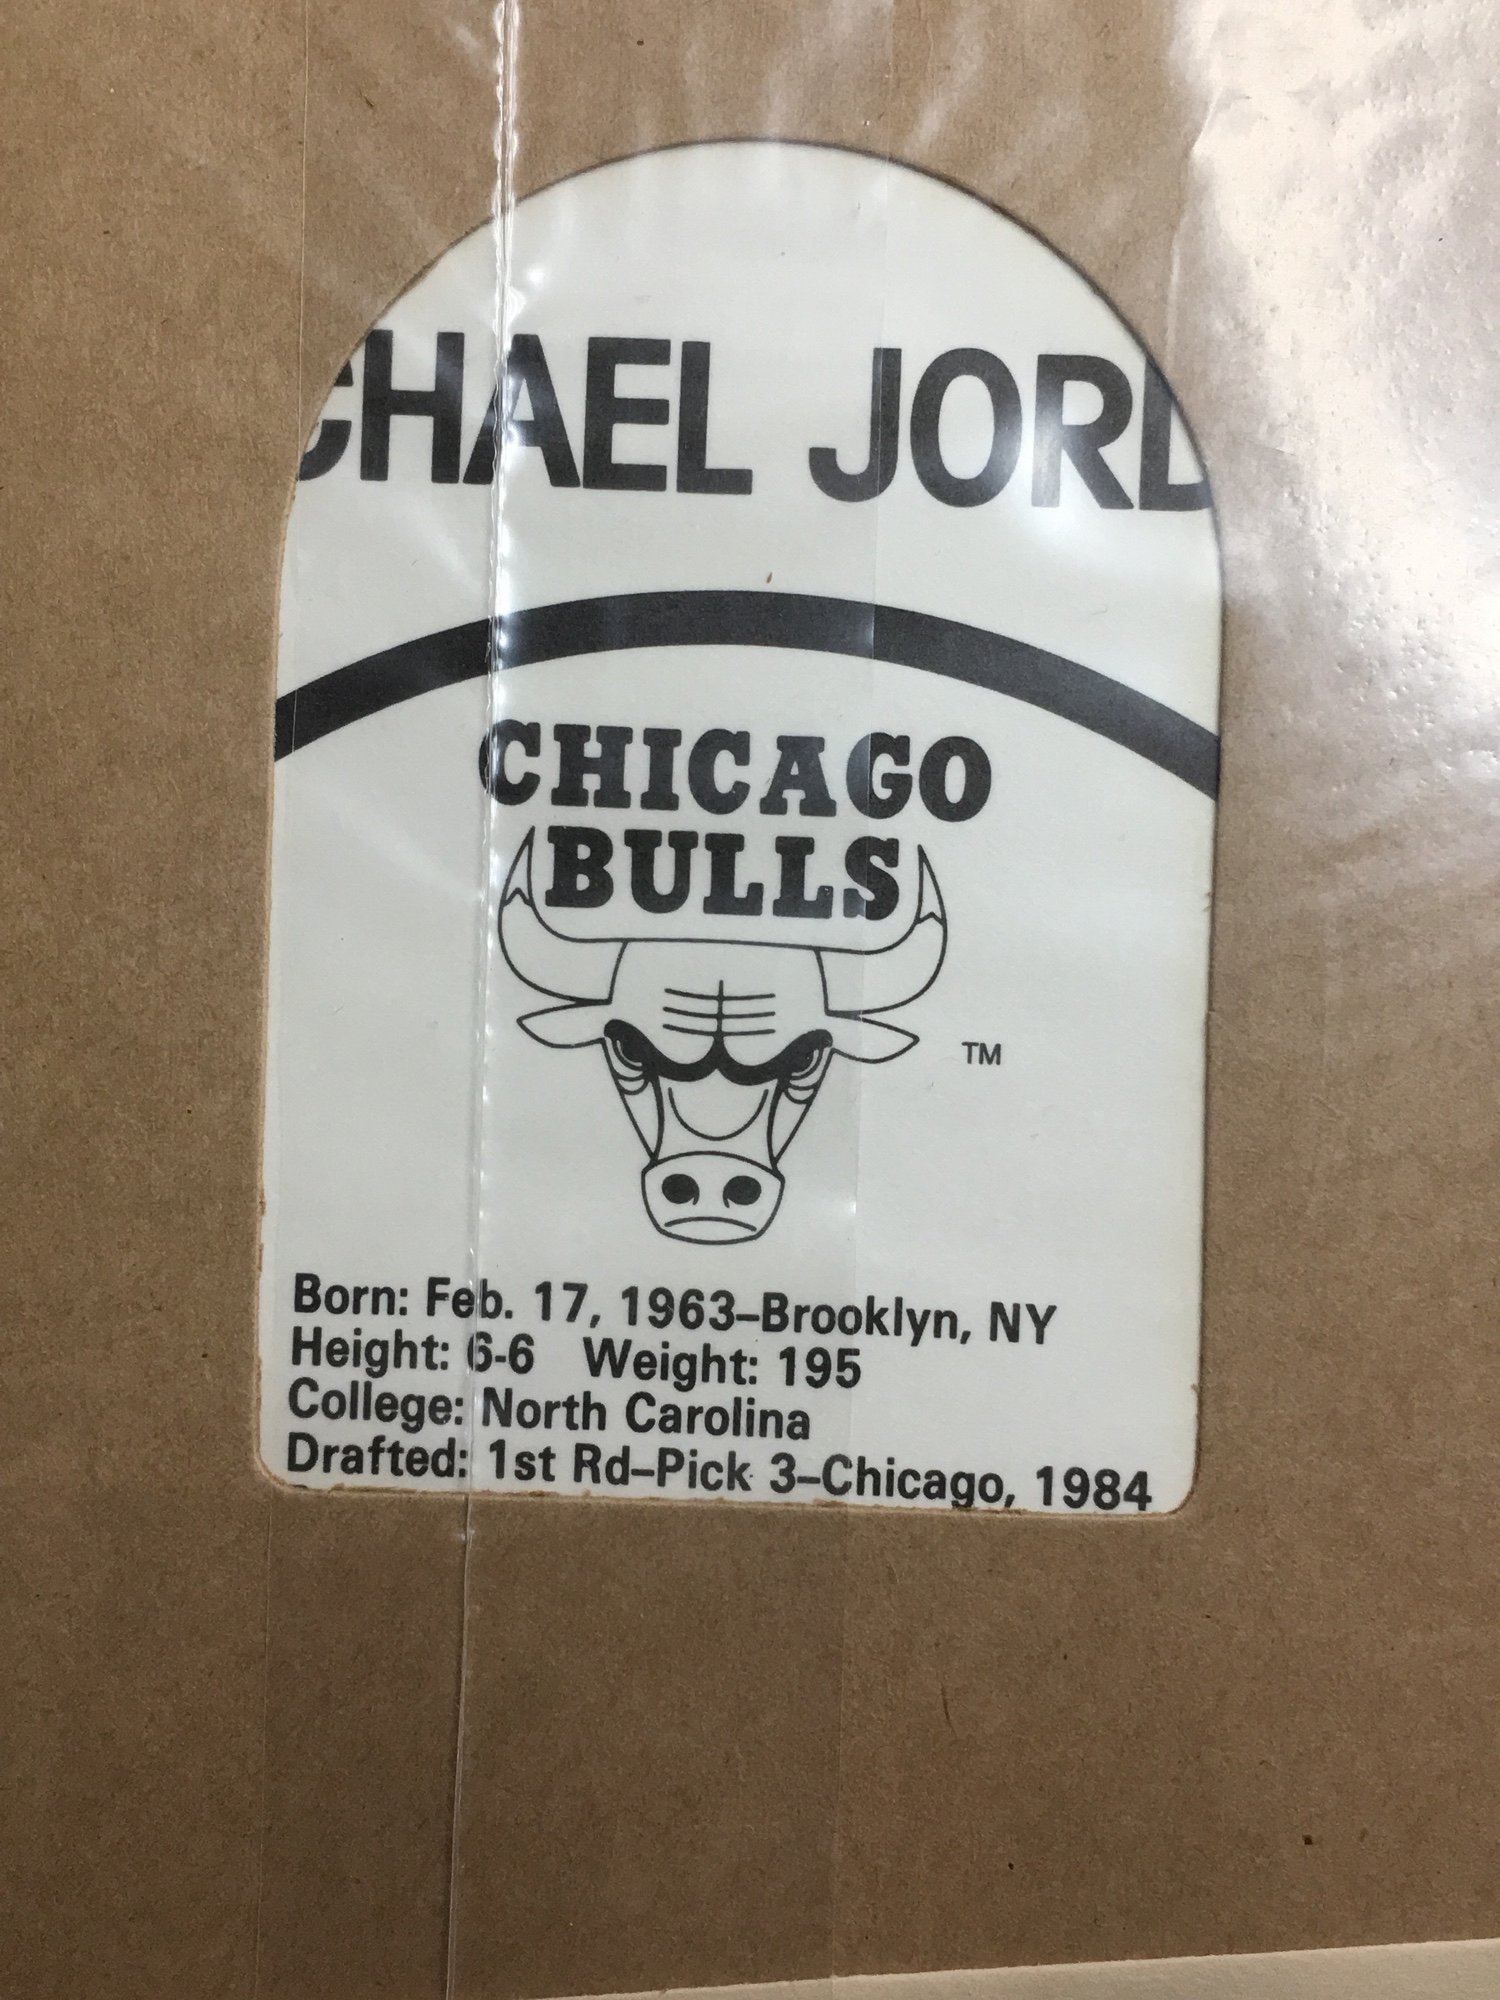 CHAEL JORD
CHICAGO
BULLS
TM
Born: Feb. 17, 1963–Brooklyn, NY
Height: 6-6 Weight: 195
College: North Carolina
Drafted: 1st Rd–Pick 3–Chicago, 1984